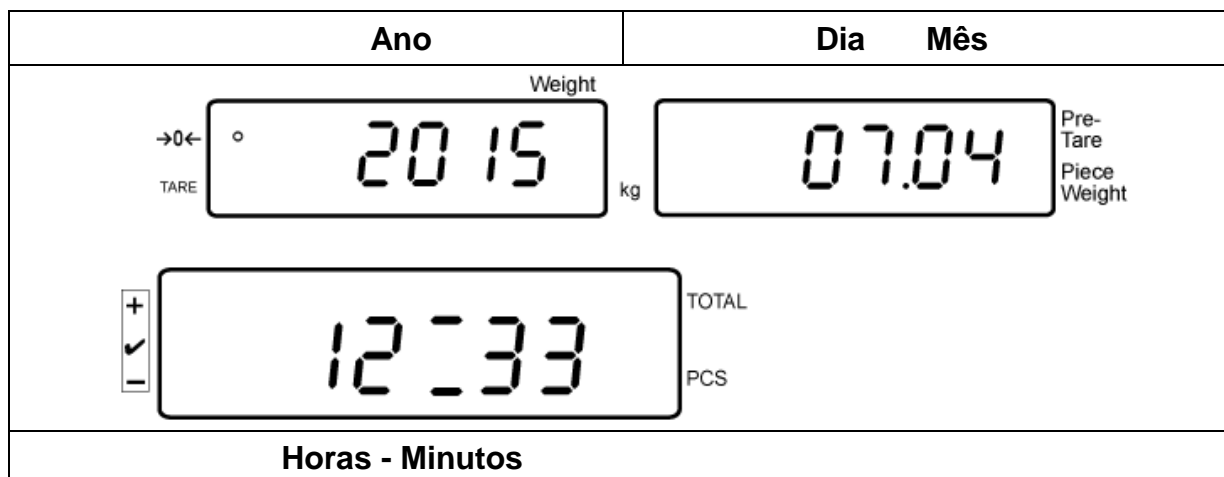 Ano Dia Mês
Weight
→0← 2015 07.04 Pre-
Tare
TARE kg Piece
Weight
+ TOTAL
✔ 12 33
− PCS
Horas - Minutos